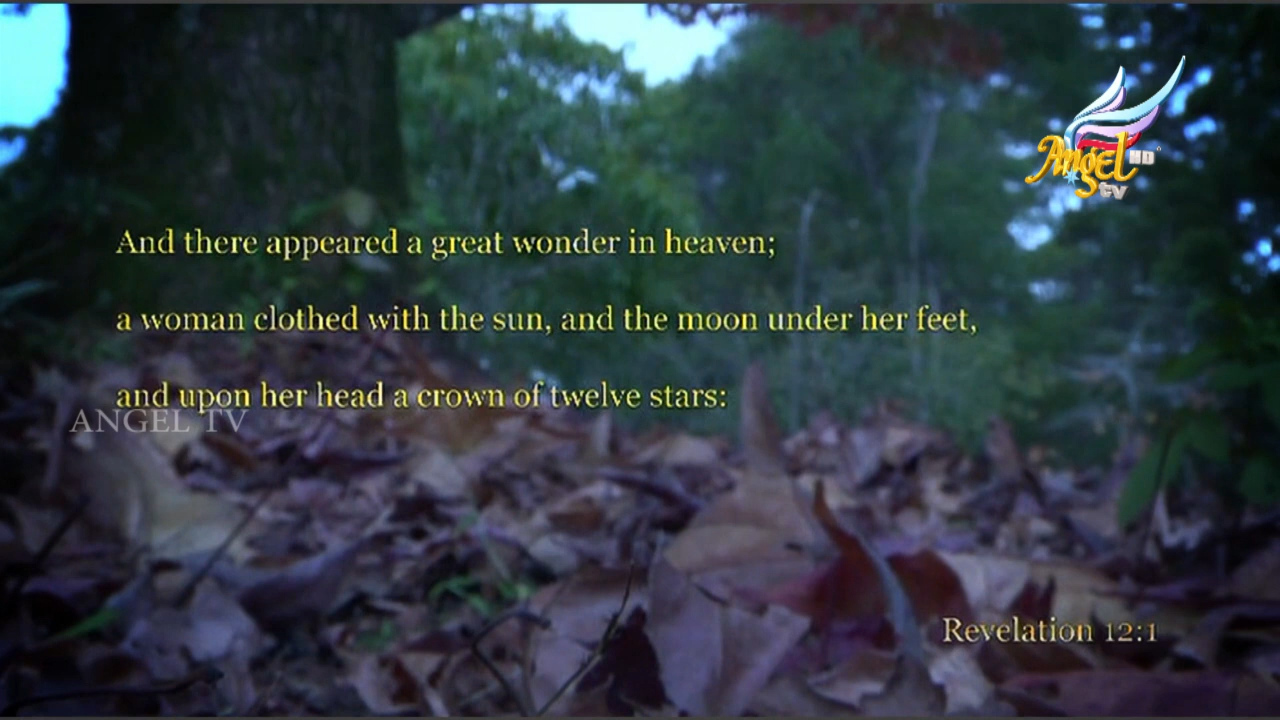 Angel HD
tv
And there appeared a great wonder in heaven;
a woman clothed with the sun, and the moon under her feet,
and upon her head a crown of twelve stars:
ANGEL TV
Revelation 12:1